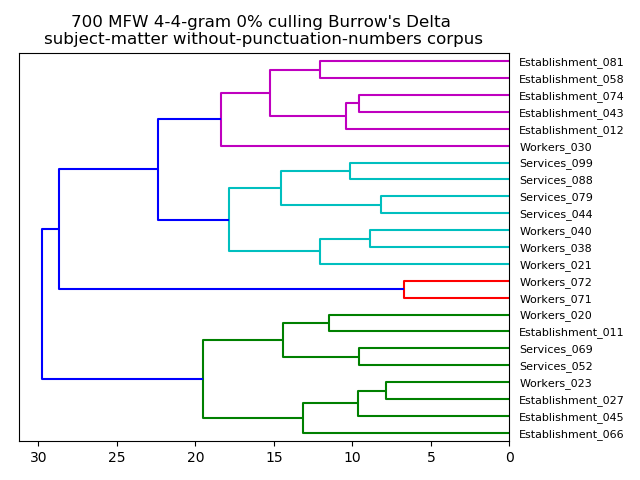 700 MFW 4-4-gram 0% culling Burrow's Delta
subject-matter without-punctuation-numbers corpus
Establishment_081
Establishment_058
Establishment_074
Establishment_043
Establishment_012
Workers_030
Services_099
Services_088
Services_079
Services_044
Workers_040
Workers_038
Workers_021
Workers_072
Workers_071
Workers_020
Establishment_011
Services_069
Services_052
Workers_023
Establishment_027
Establishment_045
Establishment_066
30 25 20 15 10 5 0